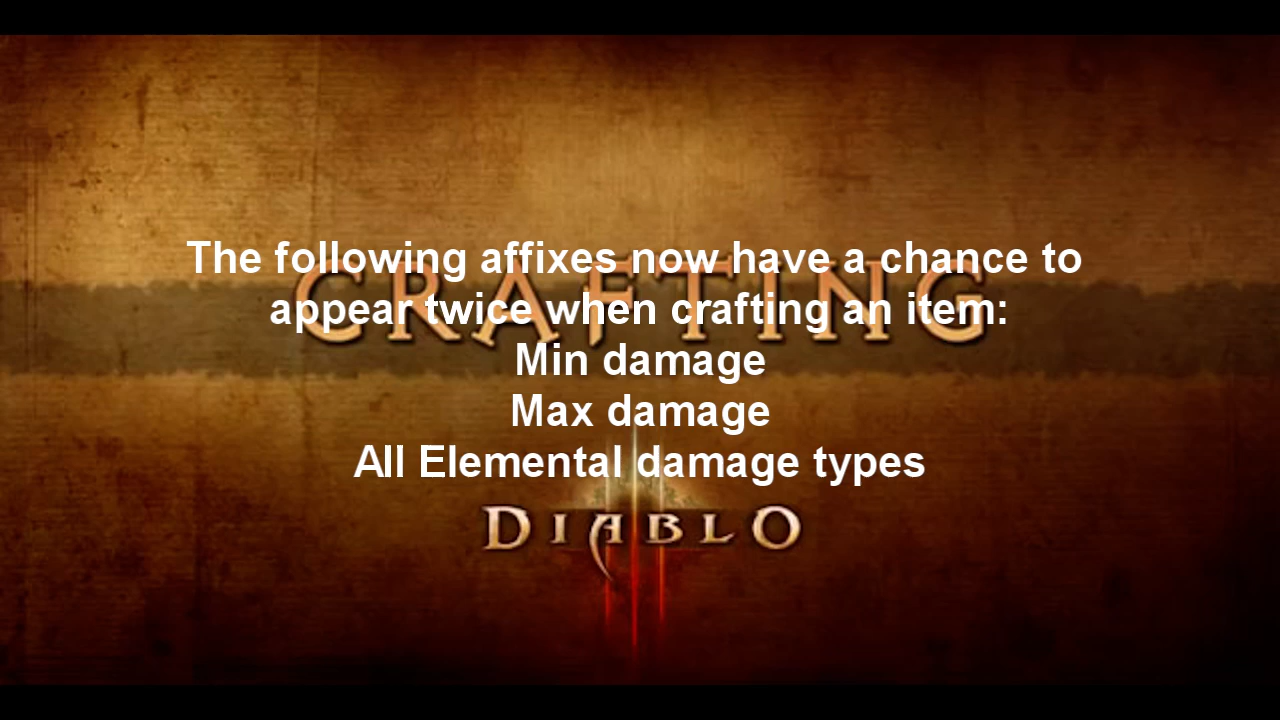 The following affixes now have a chance to
CRAFTING
appear twice when crafting an item:
Min damage
Max damage
All Elemental damage types
DIABLO